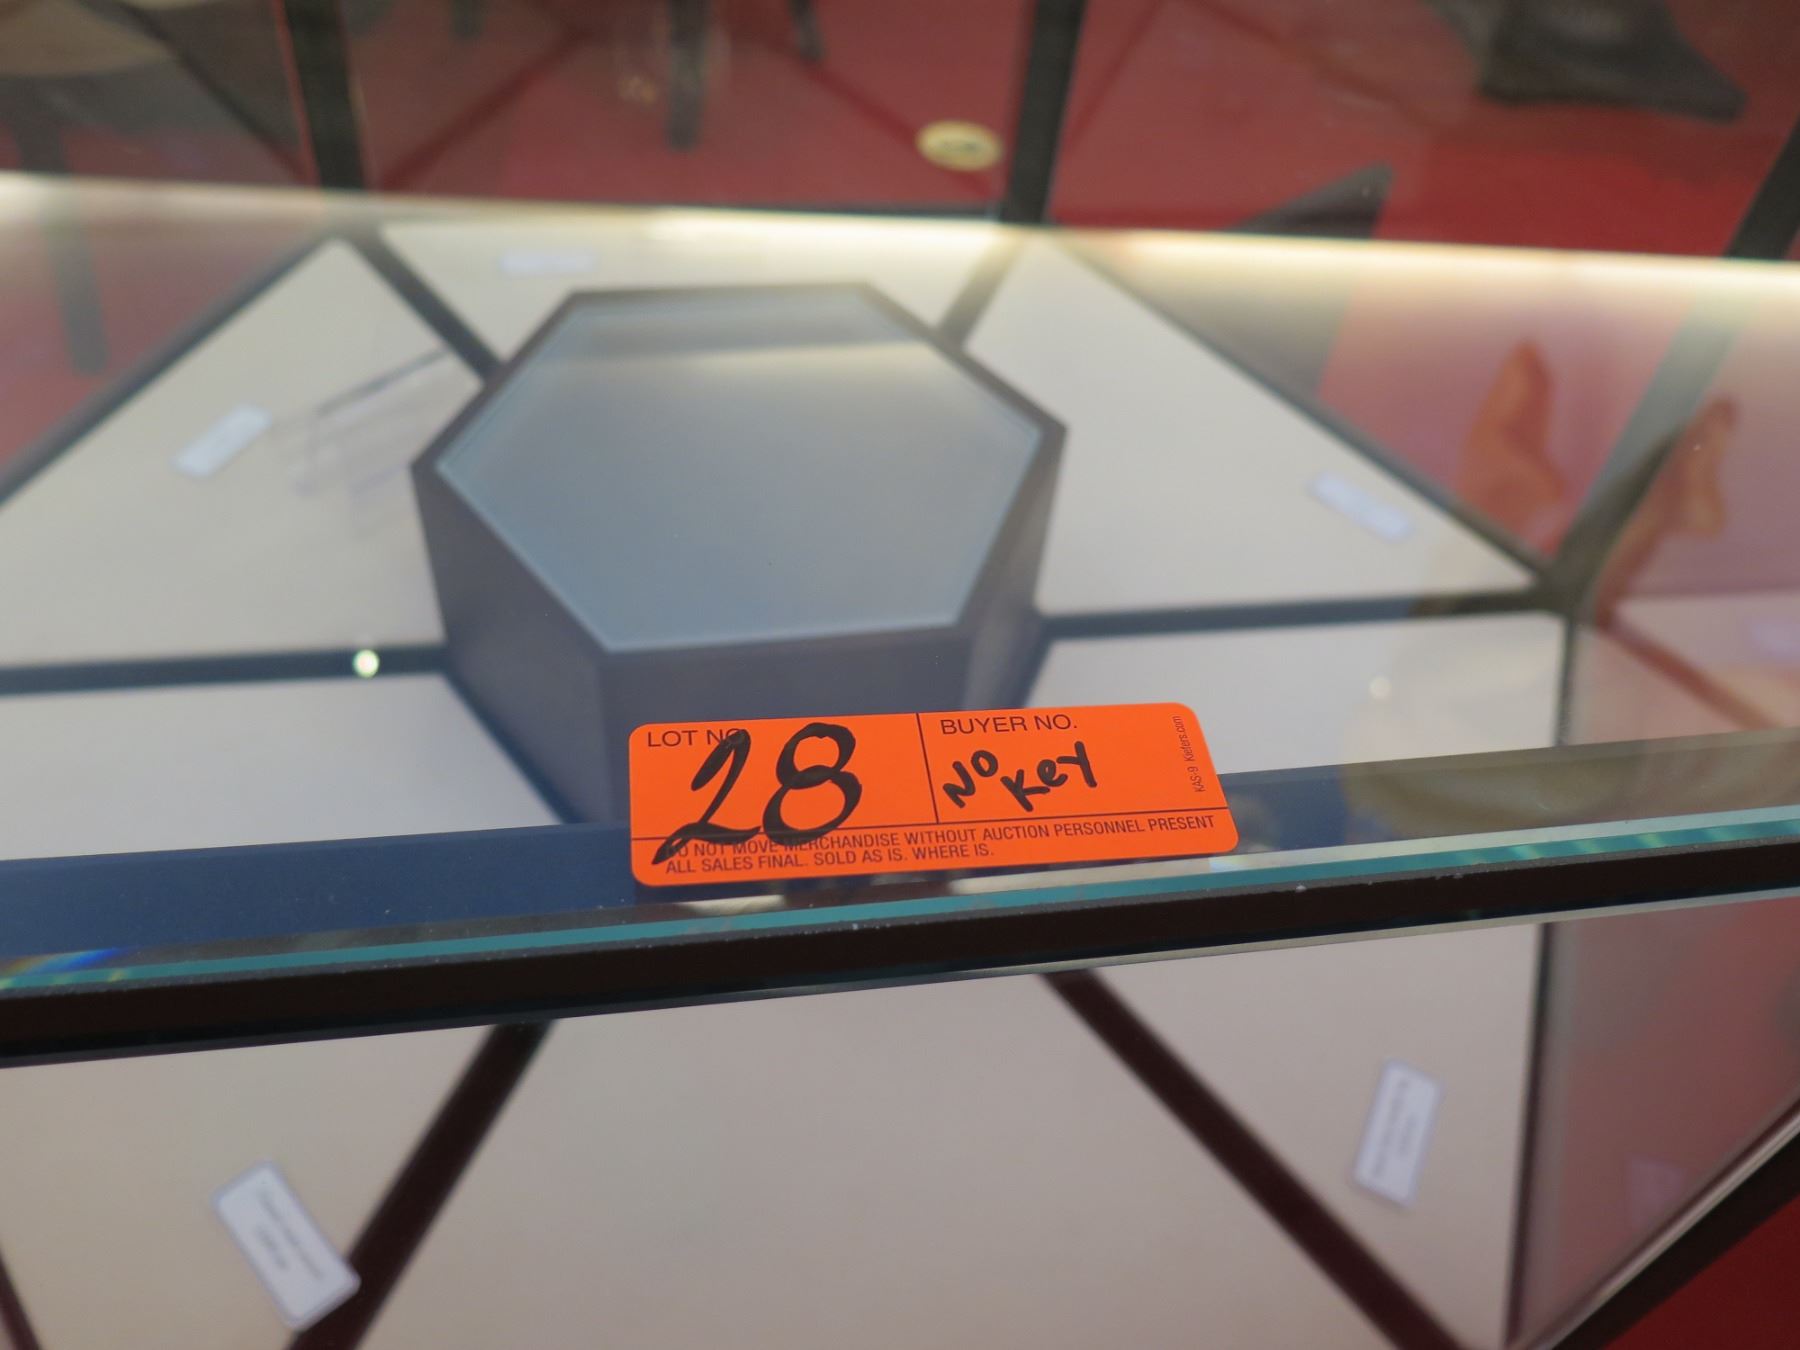 LOT NO.
28
BUYER NO.
NO
Key
KAS-9 Kiefers.com
DO NOT MOVE MERCHANDISE WITHOUT AUCTION PERSONNEL PRESENT
ALL SALES FINAL. SOLD AS IS. WHERE IS.